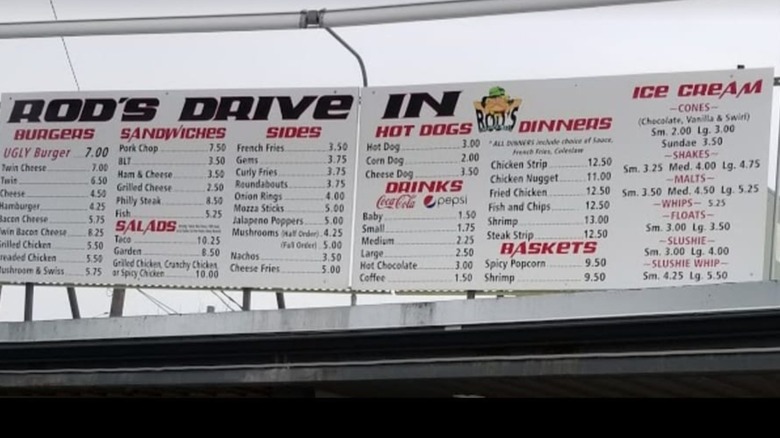 ROD'S DRIVE IN
ROD'S
BURGERS
UGLY Burger 7.00
Twin Cheese 7.00
Twin 6.50
Cheese 4.50
Hamburger 4.25
Bacon Cheese 5.75
Twin Bacon Cheese 8.25
Grilled Chicken 5.50
Breaded Chicken 5.50
Mushroom & Swiss 5.75
SANDWICHES
Pork Chop 7.50
BLT 3.50
Ham & Cheese 3.50
Grilled Cheese 2.50
Philly Steak 8.50
Fish 5.25
SALADS
Taco 10.25
Garden 8.50
Grilled Chicken, Crunchy Chicken,
or Spicy Chicken 10.00
SIDES
French Fries 3.50
Gems 3.75
Curly Fries 3.75
Roundabouts 3.75
Onion Rings 4.00
Mozza Sticks 5.00
Jalapeno Poppers 5.00
Mushrooms (Half Order) 4.25
(Full Order) 5.00
Nachos 3.50
Cheese Fries 5.00
HOT DOGS
Hot Dog 3.00
Corn Dog 2.00
Cheese Dog 3.50
DRINKS
Coca-Cola pepsi
Baby 1.50
Small 1.75
Medium 2.25
Large 2.50
Hot Chocolate 3.00
Coffee 1.50
DINNERS
* ALL DINNERS include choice of Sauce,
French Fries, Coleslaw
Chicken Strip 12.50
Chicken Nugget 11.00
Fried Chicken 12.50
Fish and Chips 12.50
Shrimp 13.00
Steak Strip 12.50
BASKETS
Spicy Popcorn 9.50
Shrimp 9.50
ICE CREAM
~CONES~
(Chocolate, Vanilla & Swirl)
Sm. 2.00 Lg. 3.00
Sundae 3.50
~SHAKES~
Sm. 3.25 Med. 4.00 Lg. 4.75
~MALTS~
Sm. 3.50 Med. 4.50 Lg. 5.25
~WHIPS~ 5.25
~FLOATS~
Sm. 3.00 Lg. 3.50
~SLUSHIE~
Sm. 3.00 Lg. 4.00
~SLUSHIE WHIP~
Sm. 4.25 Lg. 5.50